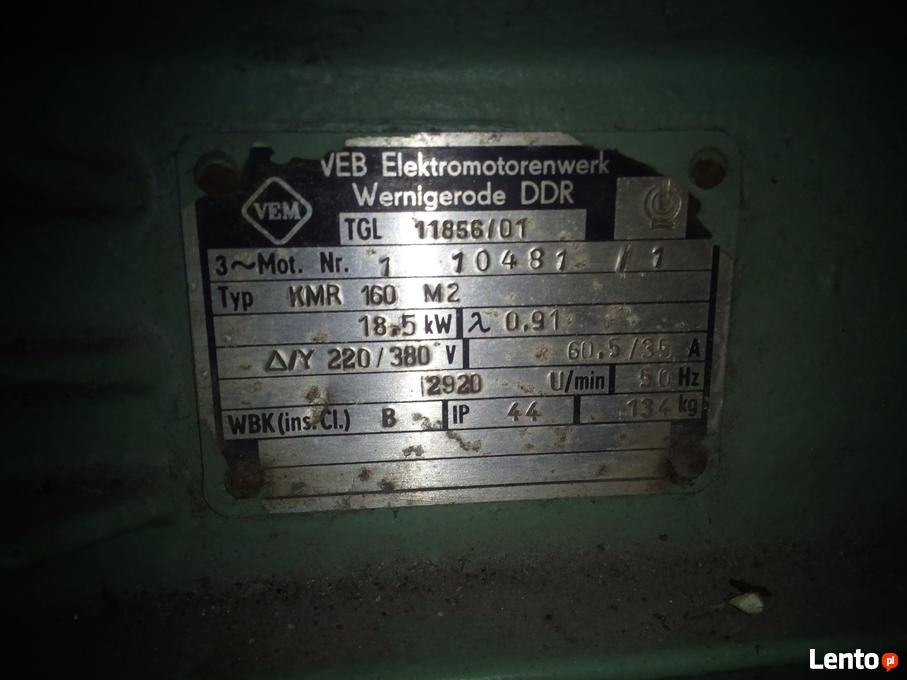 VEB Elektromotorenwerk
Wernigerode DDR
VEM
TGL 11856/01
3~Mot. Nr. 1 10481 / 1
Typ KMR 160 M2
18,5 kW λ 0,91
Δ/Y 220/380 V 60,5/35 A
2920 U/min 50 Hz
WBK (ins. Cl.) B IP 44 134 kg
Lento pl